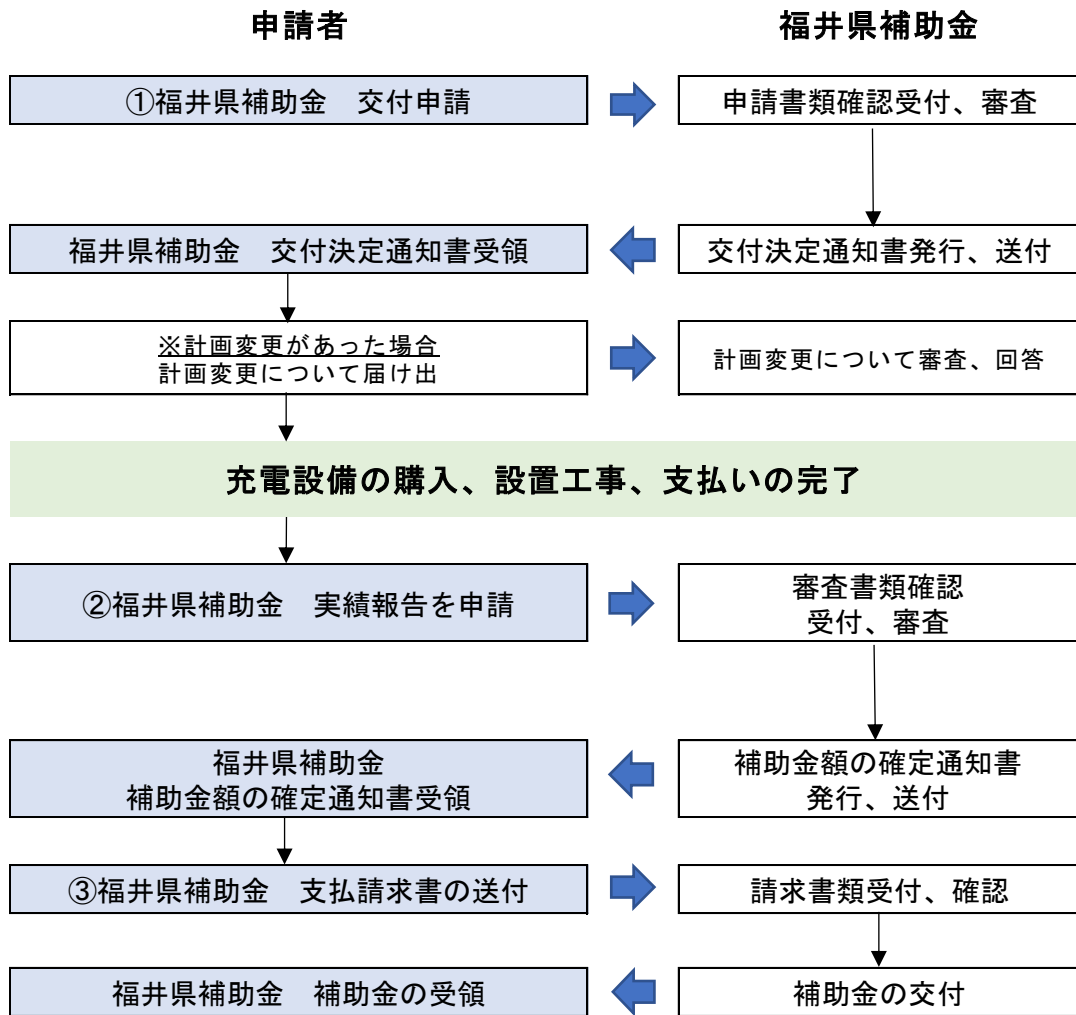 申請者
福井県補助金
①福井県補助金　交付申請
申請書類確認受付、審査
福井県補助金　交付決定通知書受領
交付決定通知書発行、送付
※計画変更があった場合
計画変更について届け出
計画変更について審査、回答
充電設備の購入、設置工事、支払いの完了
②福井県補助金　実績報告を申請
審査書類確認
受付、審査
福井県補助金
補助金額の確定通知書受領
補助金額の確定通知書
発行、送付
③福井県補助金　支払請求書の送付
請求書類受付、確認
福井県補助金　補助金の受領
補助金の交付